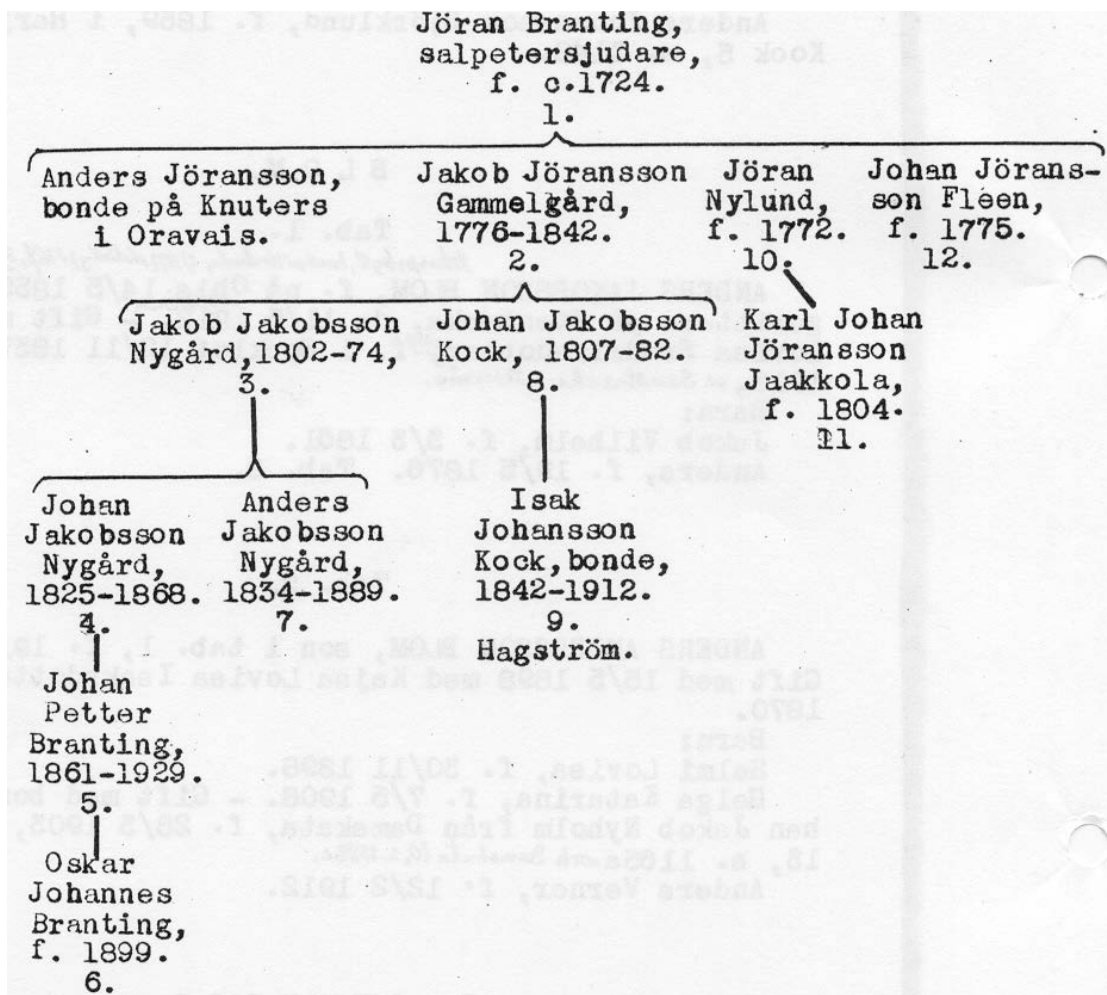 Jöran Branting,
salpetersjudare,
f. c.1724.
1.
Anders Jöransson,
bonde på Knuters
i Oravais.
Jakob Jöransson
Gammelgård,
1776-1842.
2.
Jöran
Nylund,
f. 1772.
10.
Johan Jörans-
son Fleen,
f. 1775.
12.
Jakob Jakobsson
Nygård,1802-74,
3.
Johan Jakobsson
Kock, 1807-82.
8.
Karl Johan
Jöransson
Jaakkola,
f. 1804.
11.
Johan
Jakobsson
Nygård,
1825-1868.
4.
Anders
Jakobsson
Nygård,
1834-1889.
7.
Isak
Johansson
Kock, bonde,
1842-1912.
9.
Hagström.
Johan
Petter
Branting,
1861-1929.
5.
Oskar
Johannes
Branting,
f. 1899.
6.